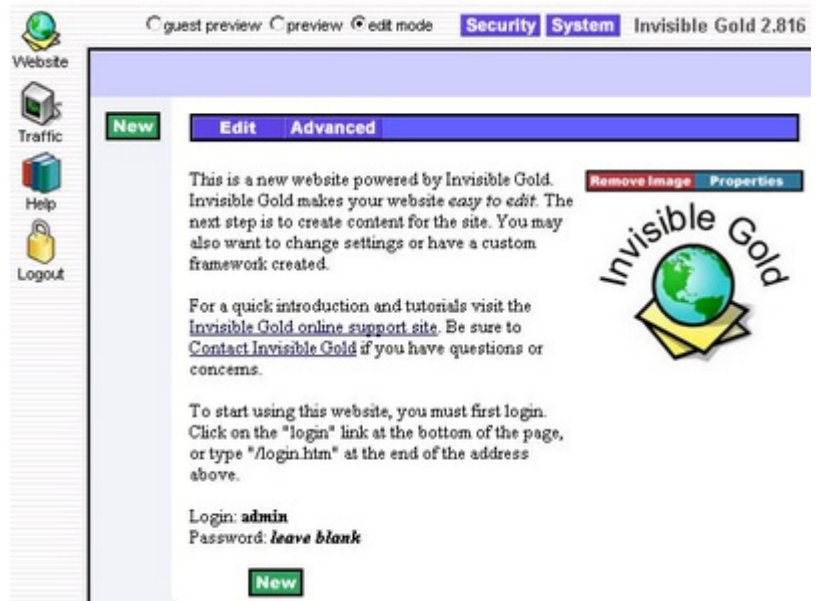 guest preview preview edit mode Security System Invisible Gold 2.816
Website
Traffic
Help
Logout
New
Edit Advanced
This is a new website powered by Invisible Gold.
Invisible Gold makes your website easy to edit. The
next step is to create content for the site. You may
also want to change settings or have a custom
framework created.
For a quick introduction and tutorials visit the
Invisible Gold online support site. Be sure to
Contact Invisible Gold if you have questions or
concerns.
To start using this website, you must first login.
Click on the "login" link at the bottom of the page,
or type "/login.htm" at the end of the address
above.
Login: admin
Password: leave blank
New
Remove Image Properties
Invisible Gold